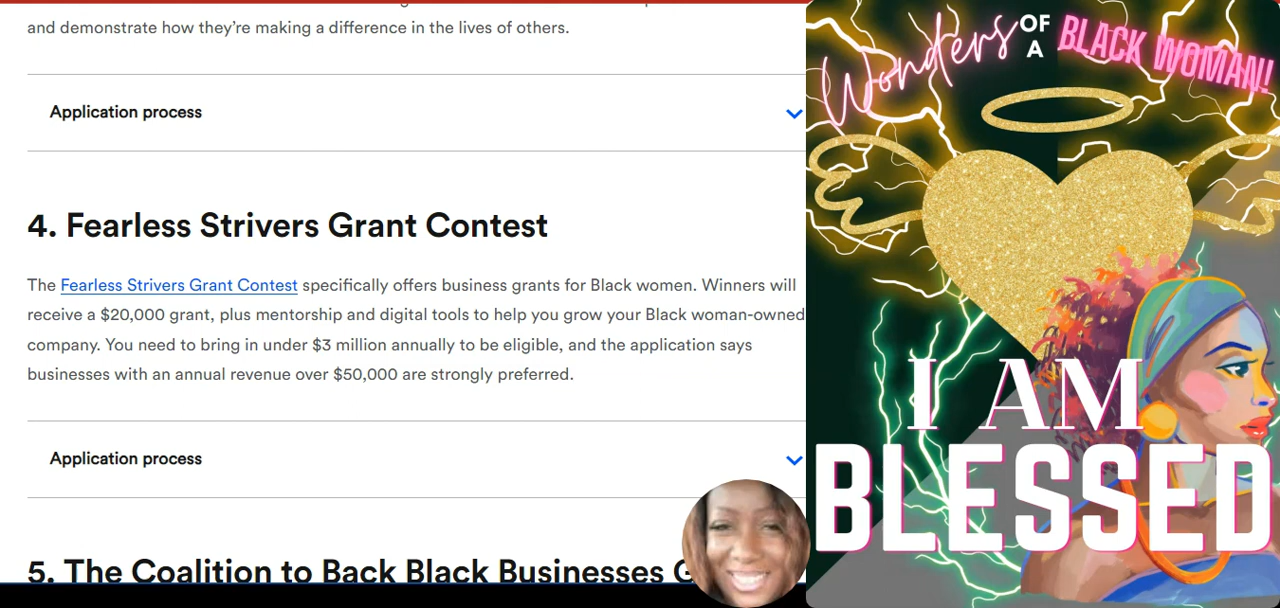 and demonstrate how they’re making a difference in the lives of others.
Application process
4. Fearless Strivers Grant Contest
The Fearless Strivers Grant Contest specifically offers business grants for Black women. Winners will
receive a $20,000 grant, plus mentorship and digital tools to help you grow your Black woman-owned
company. You need to bring in under $3 million annually to be eligible, and the application says
businesses with an annual revenue over $50,000 are strongly preferred.
Application process
5. The Coalition to Back Black Businesses
Wonders OF
A BLACK WOMAN!
I AM
BLESSED